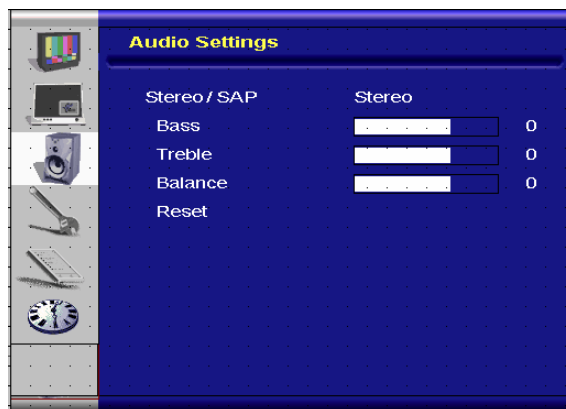 Audio Settings
Stereo / SAP Stereo
Bass 0
Treble 0
Balance 0
Reset